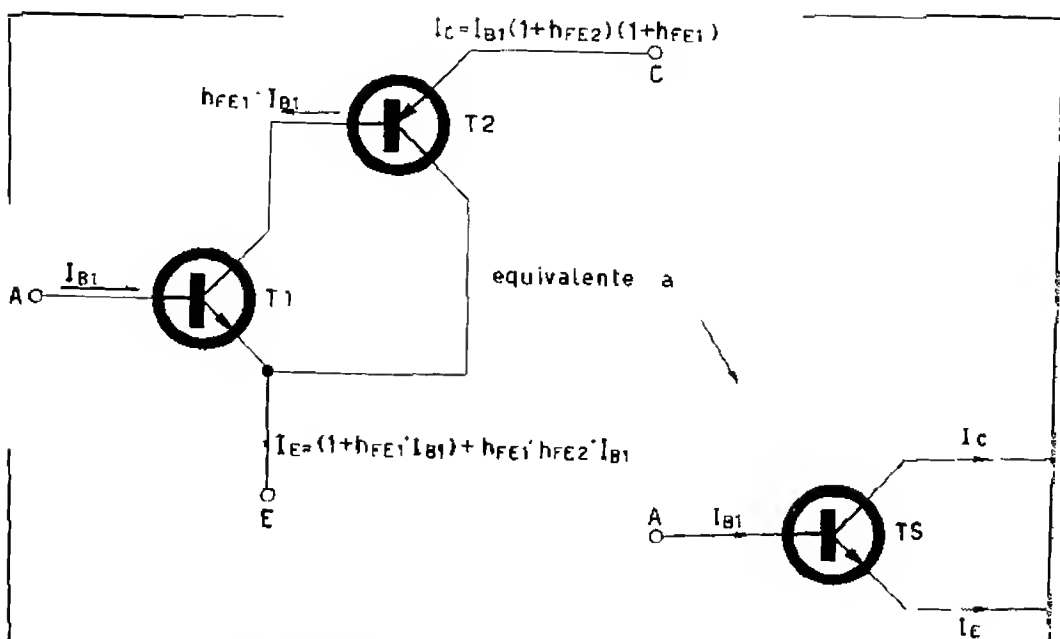 IC=IB1(1+hFE2)(1+hFE1)
C
hFE1·IB1
T2
IB1
A
T1
equivalente a
IE=(1+hFE1·IB1)+hFE1·hFE2·IB1
E
IC
A
IB1
TS
IE